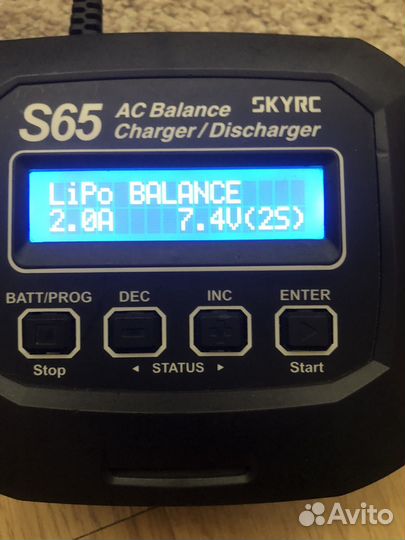 S65 AC Balance Charger/Discharger SKYRC
LiPo BALANCE
2.0A 7.4V(2S)
BATT/PROG DEC INC ENTER
Stop ◄ STATUS ► Start
Avito